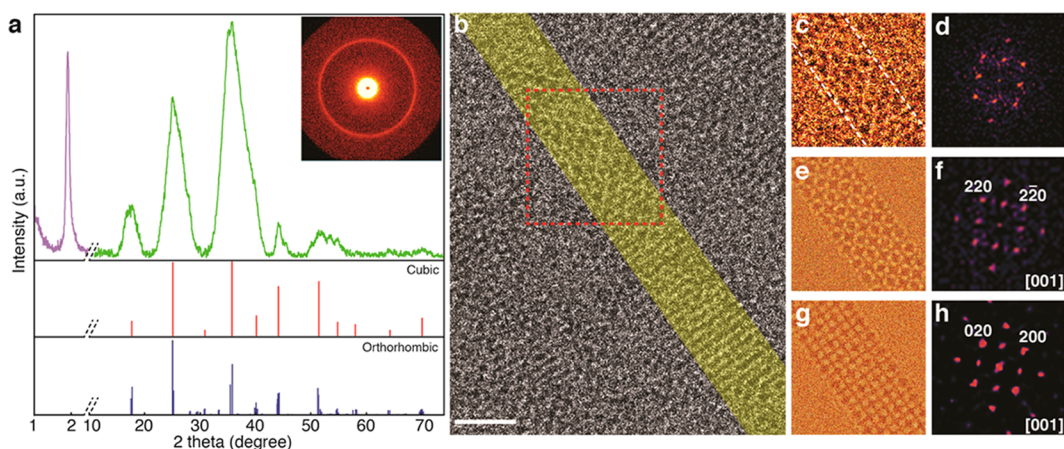 a
Intensity (a.u.)
Cubic
Orthorhombic
1 2 10 20 30 40 50 60 70
2 theta (degree)
b
c
d
e
f
220
22̄0
[001]
g
h
020
200
[001]